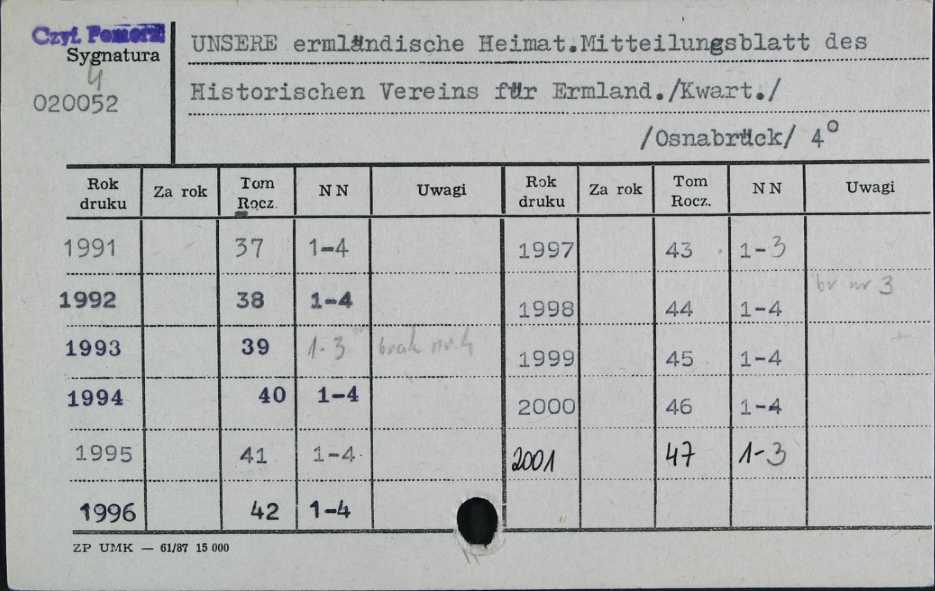 Czyt. Pomorze
Sygnatura
4
020052
UNSERE ermländische Heimat.Mitteilungsblatt des
Historischen Vereins für Ermland./Kwart./
/Osnabrück/ 4°
Rok druku Za rok Tom Rocz. N N Uwagi Rok druku Za rok Tom Rocz. N N Uwagi
1991 37 1-4 1997 43 1-3
1992 38 1-4 1998 44 1-4 br nr 3
1993 39 1-3 brak nr 4 1999 45 1-4
1994 40 1-4 2000 46 1-4
1995 41 1-4 2001 47 1-3
1996 42 1-4
ZP UMK — 61/87 15 000